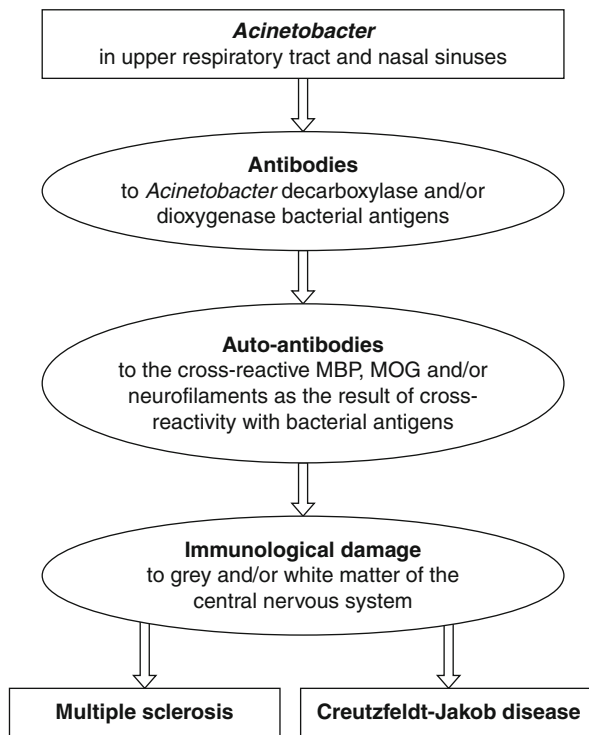 Acinetobacter
in upper respiratory tract and nasal sinuses
Antibodies
to Acinetobacter decarboxylase and/or
dioxygenase bacterial antigens
Auto-antibodies
to the cross-reactive MBP, MOG and/or
neurofilaments as the result of cross-
reactivity with bacterial antigens
Immunological damage
to grey and/or white matter of the
central nervous system
Multiple sclerosis
Creutzfeldt-Jakob disease